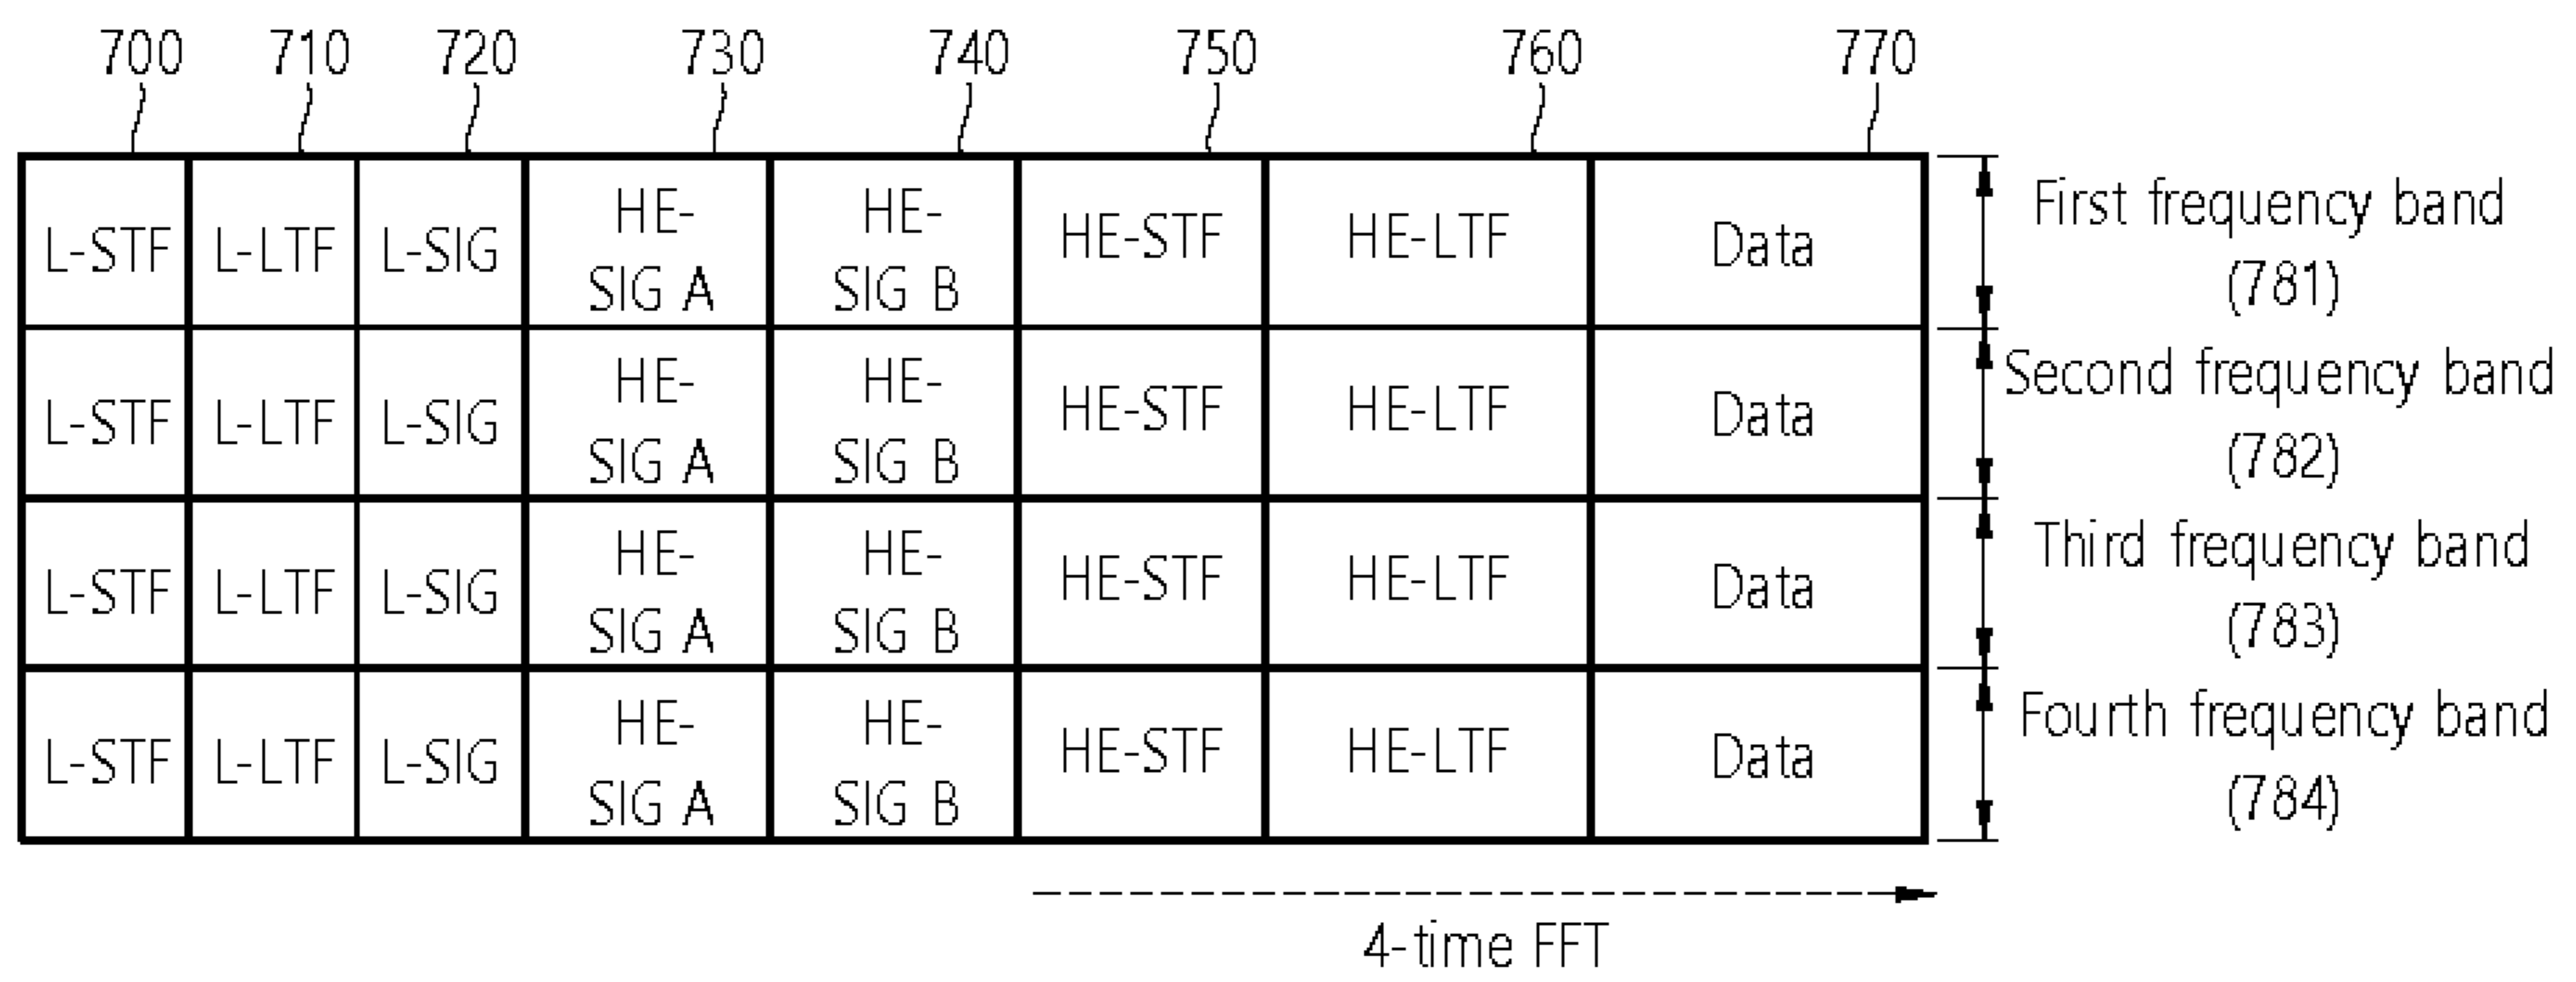 700 710 720 730 740 750 760 770
L-STF L-LTF L-SIG HE- SIG A HE- SIG B HE-STF HE-LTF Data First frequency band (781)
L-STF L-LTF L-SIG HE- SIG A HE- SIG B HE-STF HE-LTF Data Second frequency band (782)
L-STF L-LTF L-SIG HE- SIG A HE- SIG B HE-STF HE-LTF Data Third frequency band (783)
L-STF L-LTF L-SIG HE- SIG A HE- SIG B HE-STF HE-LTF Data Fourth frequency band (784)
4-time FFT